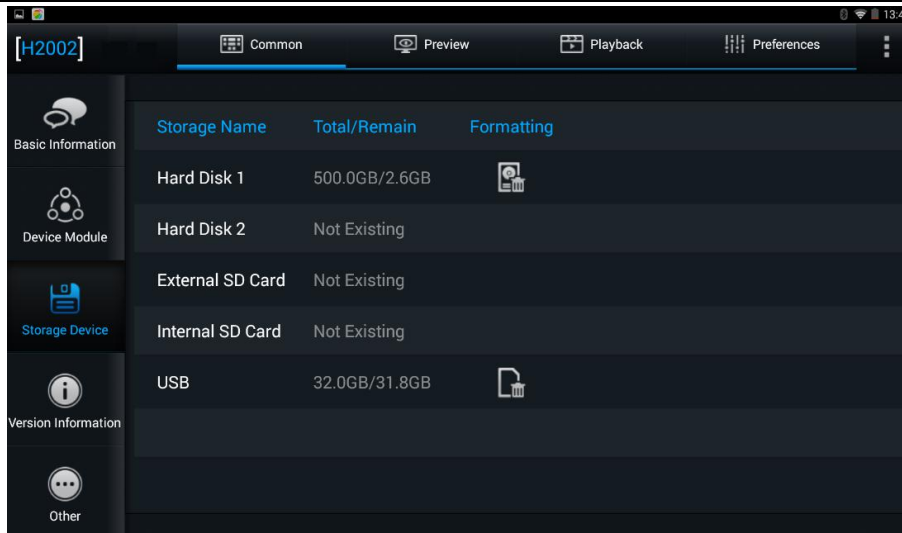 13:4
[H2002]
Common
Preview
Playback
Preferences
Basic Information
Device Module
Storage Device
Version Information
Other
Storage Name Total/Remain Formatting
Hard Disk 1 500.0GB/2.6GB
Hard Disk 2 Not Existing
External SD Card Not Existing
Internal SD Card Not Existing
USB 32.0GB/31.8GB